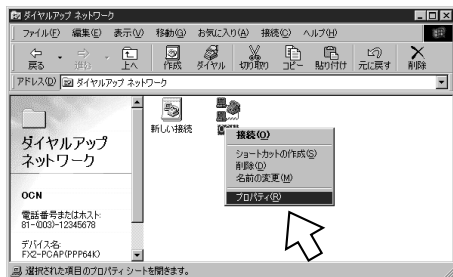 ダイヤルアップ ネットワーク
ファイル(F) 編集(E) 表示(V) 移動(G) お気に入り(A) 接続(C) ヘルプ(H)
戻る 進む 上へ 作成 ダイヤル 切り取り コピー 貼り付け 元に戻す 削除
アドレス(D) ダイヤルアップ ネットワーク
ダイヤルアップ
ネットワーク
OCN
電話番号またはホスト:
81-(003)-12345678
デバイス名:
FX2-PCAP(PPP64K)
新しい接続
接続(O)
ショートカットの作成(S)
削除(D)
名前の変更(M)
プロパティ(R)
選択された項目のプロパティ シートを開きます。